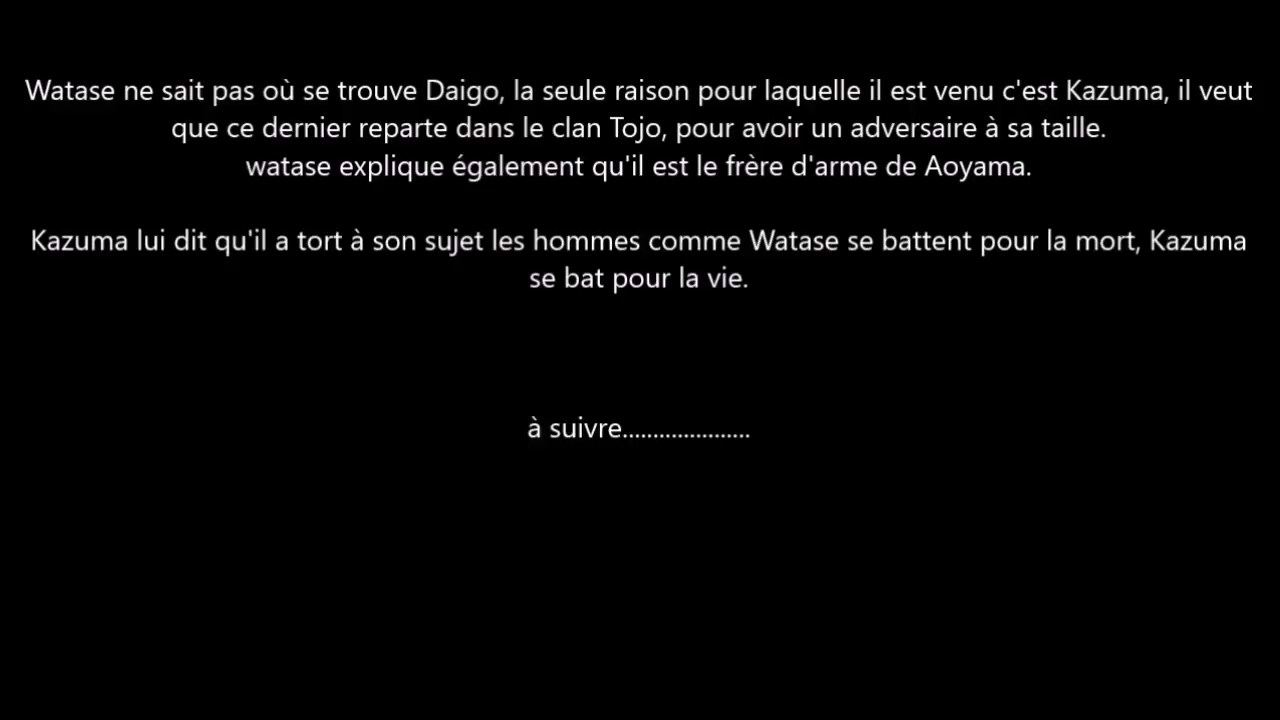 Watase ne sait pas où se trouve Daigo, la seule raison pour laquelle il est venu c'est Kazuma, il veut
que ce dernier reparte dans le clan Tojo, pour avoir un adversaire à sa taille.
watase explique également qu'il est le frère d'arme de Aoyama.
Kazuma lui dit qu'il a tort à son sujet les hommes comme Watase se battent pour la mort, Kazuma
se bat pour la vie.
à suivre.....................